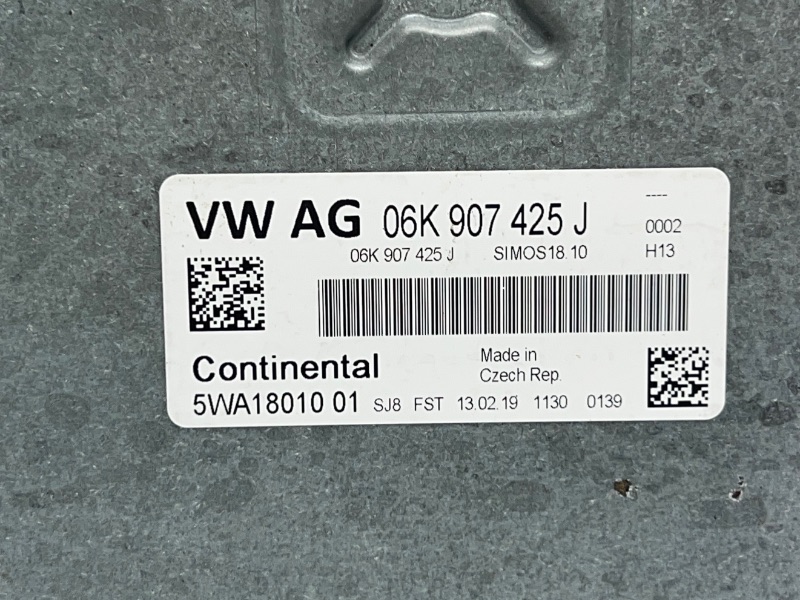 ----
VW AG 06K 907 425 J 0002
06K 907 425 J SIMOS18.10 H13
Continental Made in
Czech Rep.
5WA18010 01 SJ8 FST 13.02.19 1130 0139